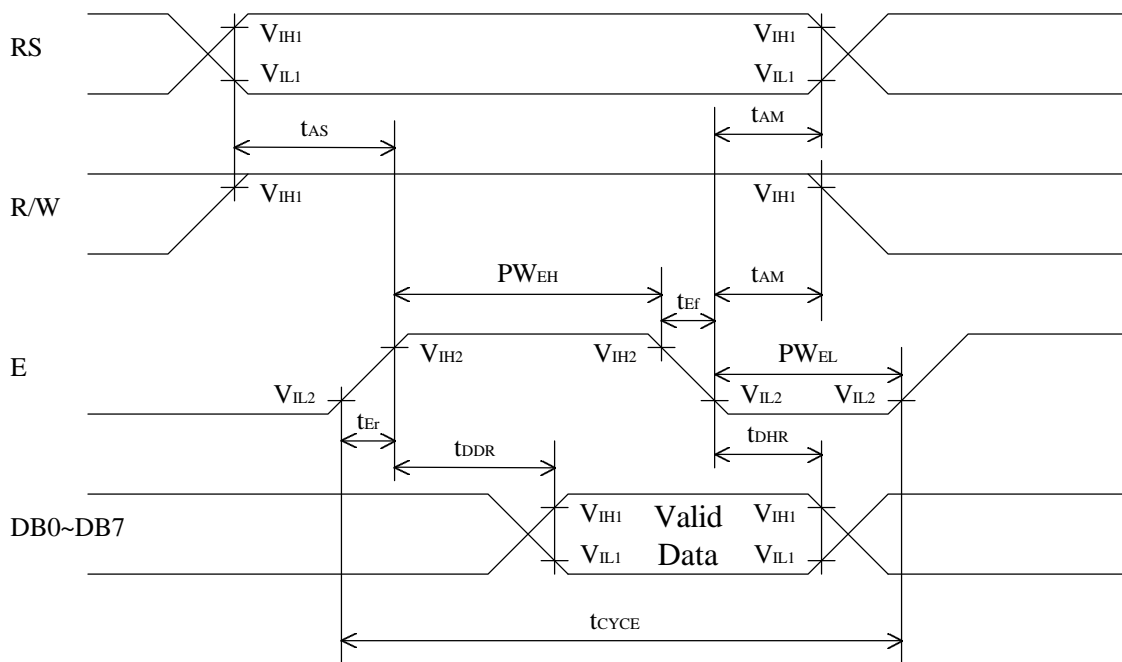 RS
VIH1
VIH1
VIL1
VIL1
tAS
tAM
R/W
VIH1
VIH1
PWEH
tEf
tAM
E
VIH2
VIH2
PWEL
VIL2
VIL2
VIL2
tEr
tDDR
tDHR
DB0~DB7
VIH1
Valid
VIH1
VIL1
Data
VIL1
tCYCE